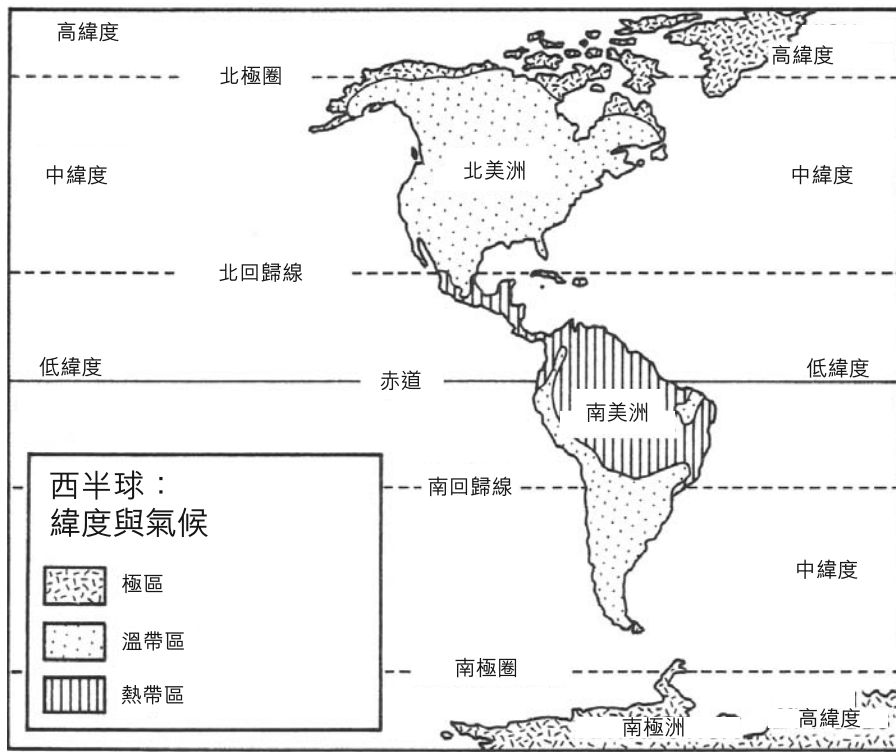 高緯度
高緯度
北極圈
中緯度
北美洲
中緯度
北回歸線
低緯度
赤道
低緯度
南美洲
西半球：
緯度與氣候
南回歸線
極區
中緯度
溫帶區
南極圈
熱帶區
南極洲
高緯度